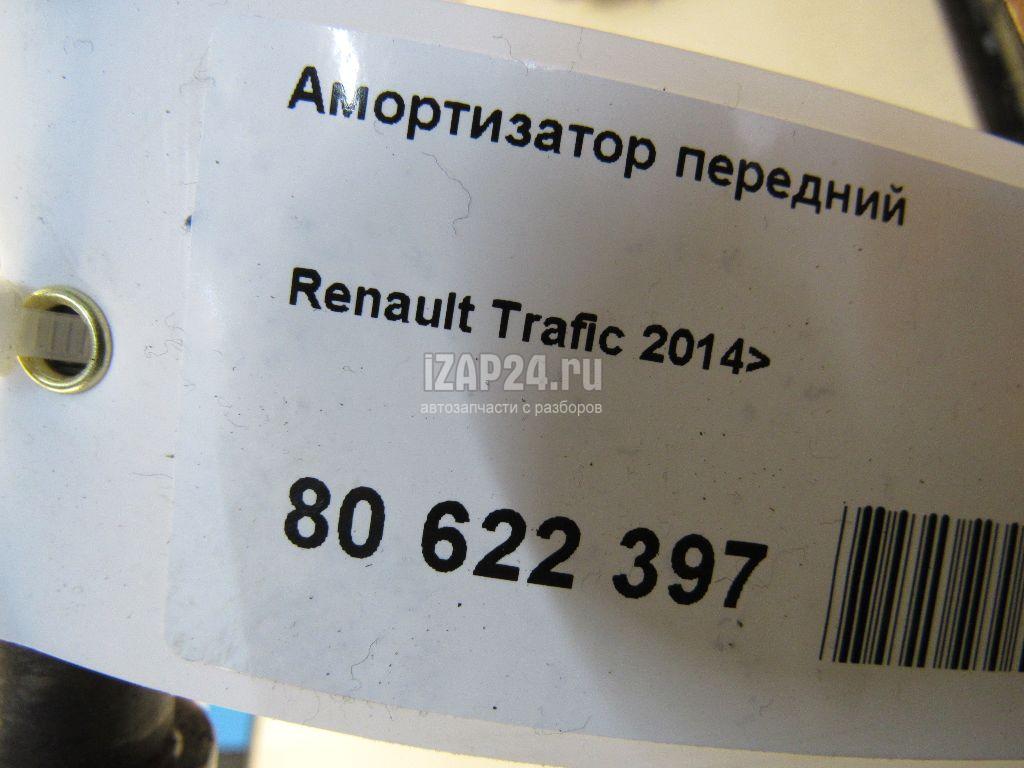 Амортизатор передний
Renault Trafic 2014>
iZAP24.ru
автозапчасти с разборов
80 622 397